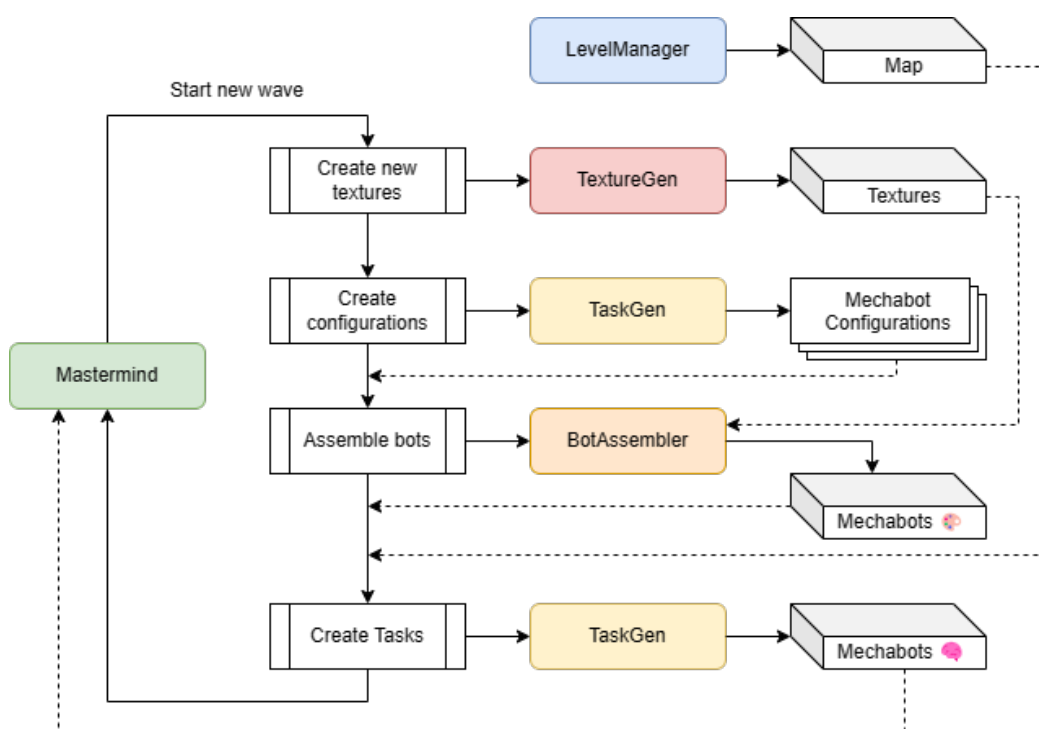 LevelManager
Map
Start new wave
Create new
textures
TextureGen
Textures
Create
configurations
TaskGen
Mechabot
Configurations
Mastermind
Assemble bots
BotAssembler
Mechabots 🎨
Create Tasks
TaskGen
Mechabots 🧠